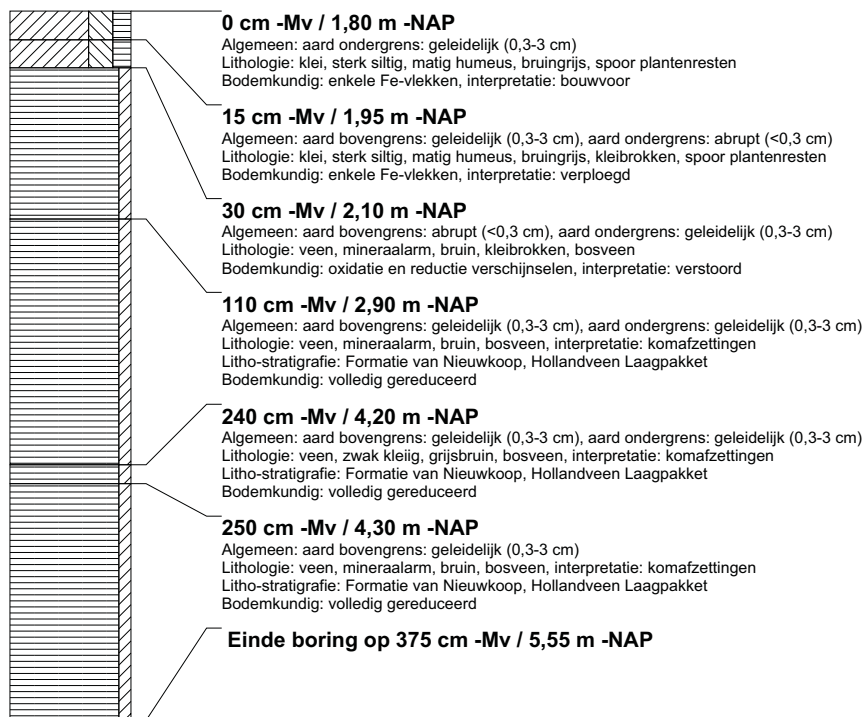 0 cm -Mv / 1,80 m -NAP
Algemeen: aard ondergrens: geleidelijk (0,3-3 cm)
Lithologie: klei, sterk siltig, matig humeus, bruingrijs, spoor plantenresten
Bodemkundig: enkele Fe-vlekken, interpretatie: bouwvoor
15 cm -Mv / 1,95 m -NAP
Algemeen: aard bovengrens: geleidelijk (0,3-3 cm), aard ondergrens: abrupt (<0,3 cm)
Lithologie: klei, sterk siltig, matig humeus, bruingrijs, kleibrokken, spoor plantenresten
Bodemkundig: enkele Fe-vlekken, interpretatie: verploegd
30 cm -Mv / 2,10 m -NAP
Algemeen: aard bovengrens: abrupt (<0,3 cm), aard ondergrens: geleidelijk (0,3-3 cm)
Lithologie: veen, mineraalarm, bruin, kleibrokken, bosveen
Bodemkundig: oxidatie en reductie verschijnselen, interpretatie: verstoord
110 cm -Mv / 2,90 m -NAP
Algemeen: aard bovengrens: geleidelijk (0,3-3 cm), aard ondergrens: geleidelijk (0,3-3 cm)
Lithologie: veen, mineraalarm, bruin, bosveen, interpretatie: komafzettingen
Litho-stratigrafie: Formatie van Nieuwkoop, Hollandveen Laagpakket
Bodemkundig: volledig gereduceerd
240 cm -Mv / 4,20 m -NAP
Algemeen: aard bovengrens: geleidelijk (0,3-3 cm), aard ondergrens: geleidelijk (0,3-3 cm)
Lithologie: veen, zwak kleiig, grijsbruin, bosveen, interpretatie: komafzettingen
Litho-stratigrafie: Formatie van Nieuwkoop, Hollandveen Laagpakket
Bodemkundig: volledig gereduceerd
250 cm -Mv / 4,30 m -NAP
Algemeen: aard bovengrens: geleidelijk (0,3-3 cm)
Lithologie: veen, mineraalarm, bruin, bosveen, interpretatie: komafzettingen
Litho-stratigrafie: Formatie van Nieuwkoop, Hollandveen Laagpakket
Bodemkundig: volledig gereduceerd
Einde boring op 375 cm -Mv / 5,55 m -NAP